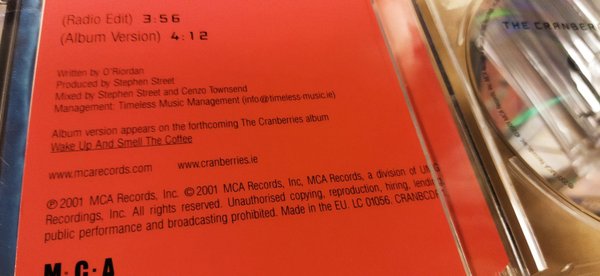 (Radio Edit) 3:56
(Album Version) 4:12
Written by O'Riordan
Produced by Stephen Street
Mixed by Stephen Street and Cenzo Townsend
Management: Timeless Music Management (info@timeless-music.ie)
Album version appears on the forthcoming The Cranberries album
Wake Up And Smell The Coffee
www.mcarecords.com www.cranberries.ie
℗ 2001 MCA Records, Inc. © 2001 MCA Records, Inc, MCA Records, a division of UMG
Recordings, Inc. All rights reserved. Unauthorised copying, reproduction, hiring, lending
public performance and broadcasting prohibited. Made in the EU. LC 01056. CRANBCDP
M·C·A
THE CRANBERR